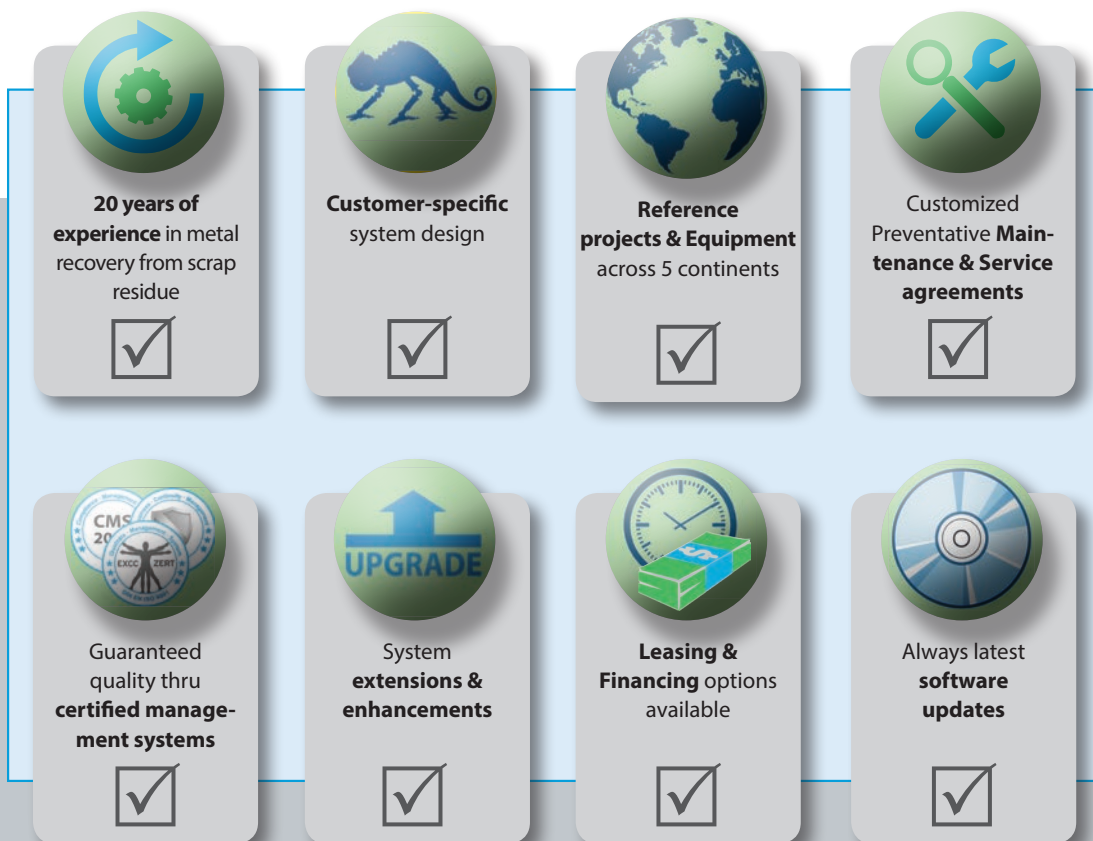 20 years of
experience in metal
recovery from scrap
residue
Customer-specific
system design
Reference
projects & Equipment
across 5 continents
Customized
Preventative Main-
tenance & Service
agreements
CMS
EXCC ZERT
Guaranteed
quality thru
certified manage-
ment systems
UPGRADE
System
extensions &
enhancements
Leasing &
Financing options
available
Always latest
software
updates